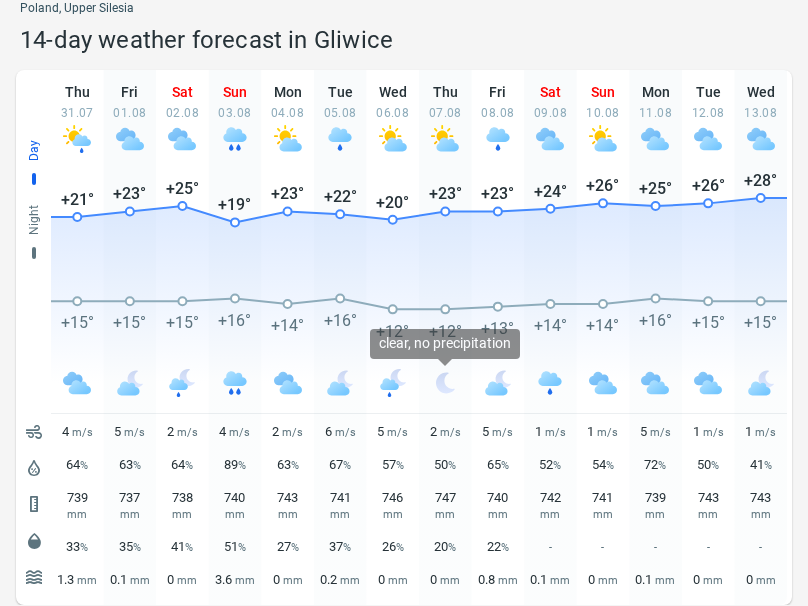 Poland, Upper Silesia
14-day weather forecast in Gliwice
Thu Fri Sat Sun Mon Tue Wed Thu Fri Sat Sun Mon Tue Wed
31.07 01.08 02.08 03.08 04.08 05.08 06.08 07.08 08.08 09.08 10.08 11.08 12.08 13.08
Day
+21° +23° +25° +19° +23° +22° +20° +23° +23° +24° +26° +25° +26° +28°
Night
+15° +15° +15° +16° +14° +16° +12° +12° +13° +14° +14° +16° +15° +15°
clear, no precipitation
4 m/s 5 m/s 2 m/s 4 m/s 2 m/s 6 m/s 5 m/s 2 m/s 5 m/s 1 m/s 1 m/s 5 m/s 1 m/s 1 m/s
64% 63% 64% 89% 63% 67% 57% 50% 65% 52% 54% 72% 50% 41%
739 737 738 740 743 741 746 747 740 742 741 739 743 743
mm mm mm mm mm mm mm mm mm mm mm mm mm mm
33% 35% 41% 51% 27% 37% 26% 20% 22% - - - - -
1.3 mm 0.1 mm 0 mm 3.6 mm 0 mm 0.2 mm 0 mm 0 mm 0.8 mm 0.1 mm 0 mm 0.1 mm 0 mm 0 mm